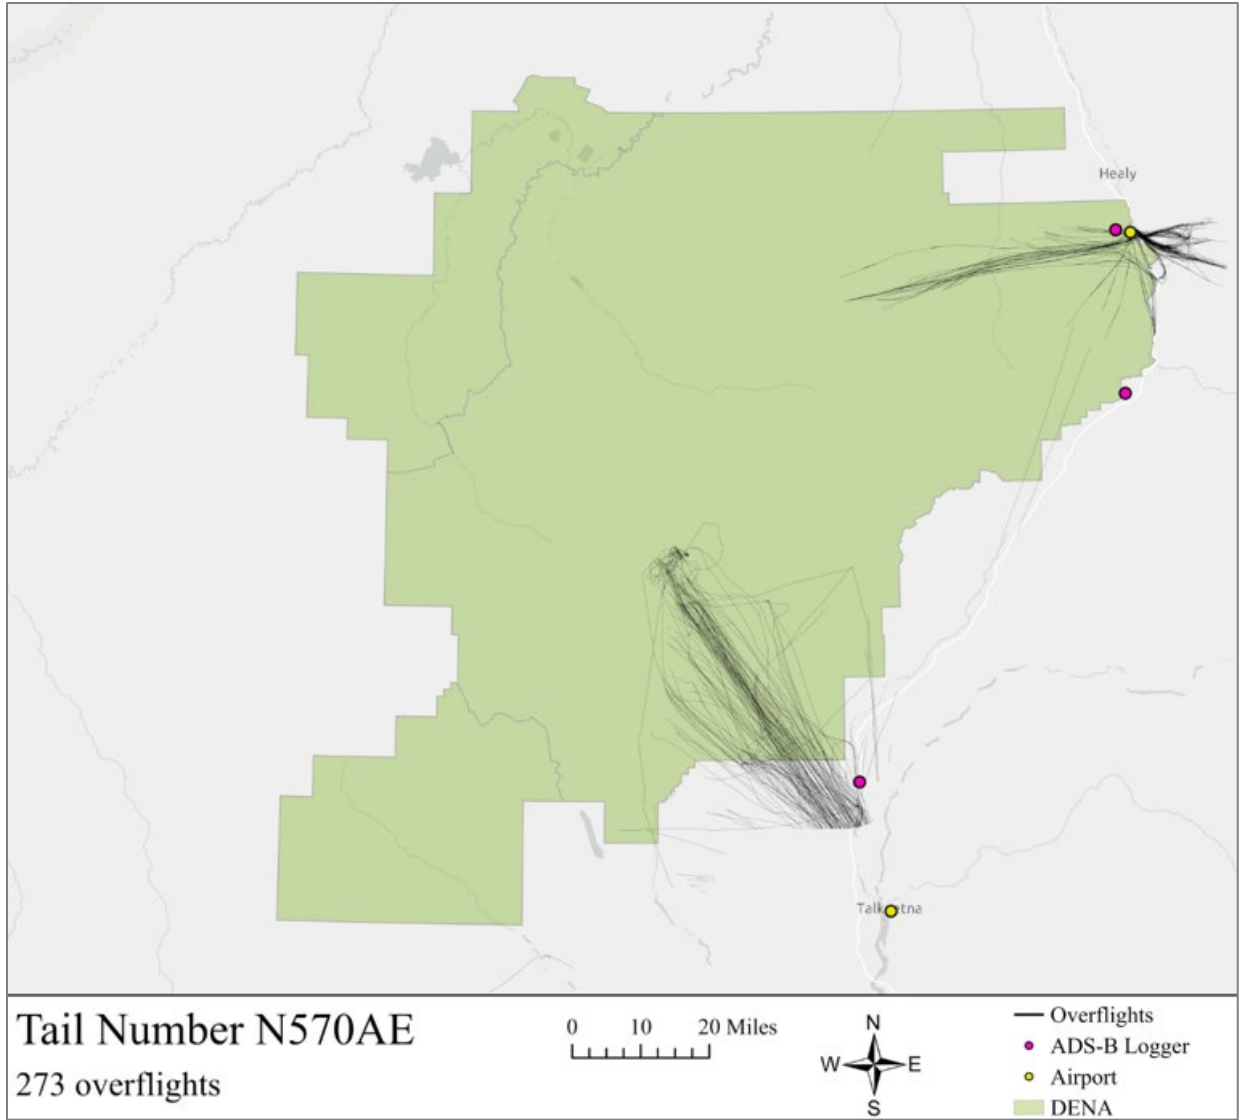 Healy
Talkeetna
Tail Number N570AE
273 overflights
0 10 20 Miles
N
W E
S
Overflights
ADS-B Logger
Airport
DENA